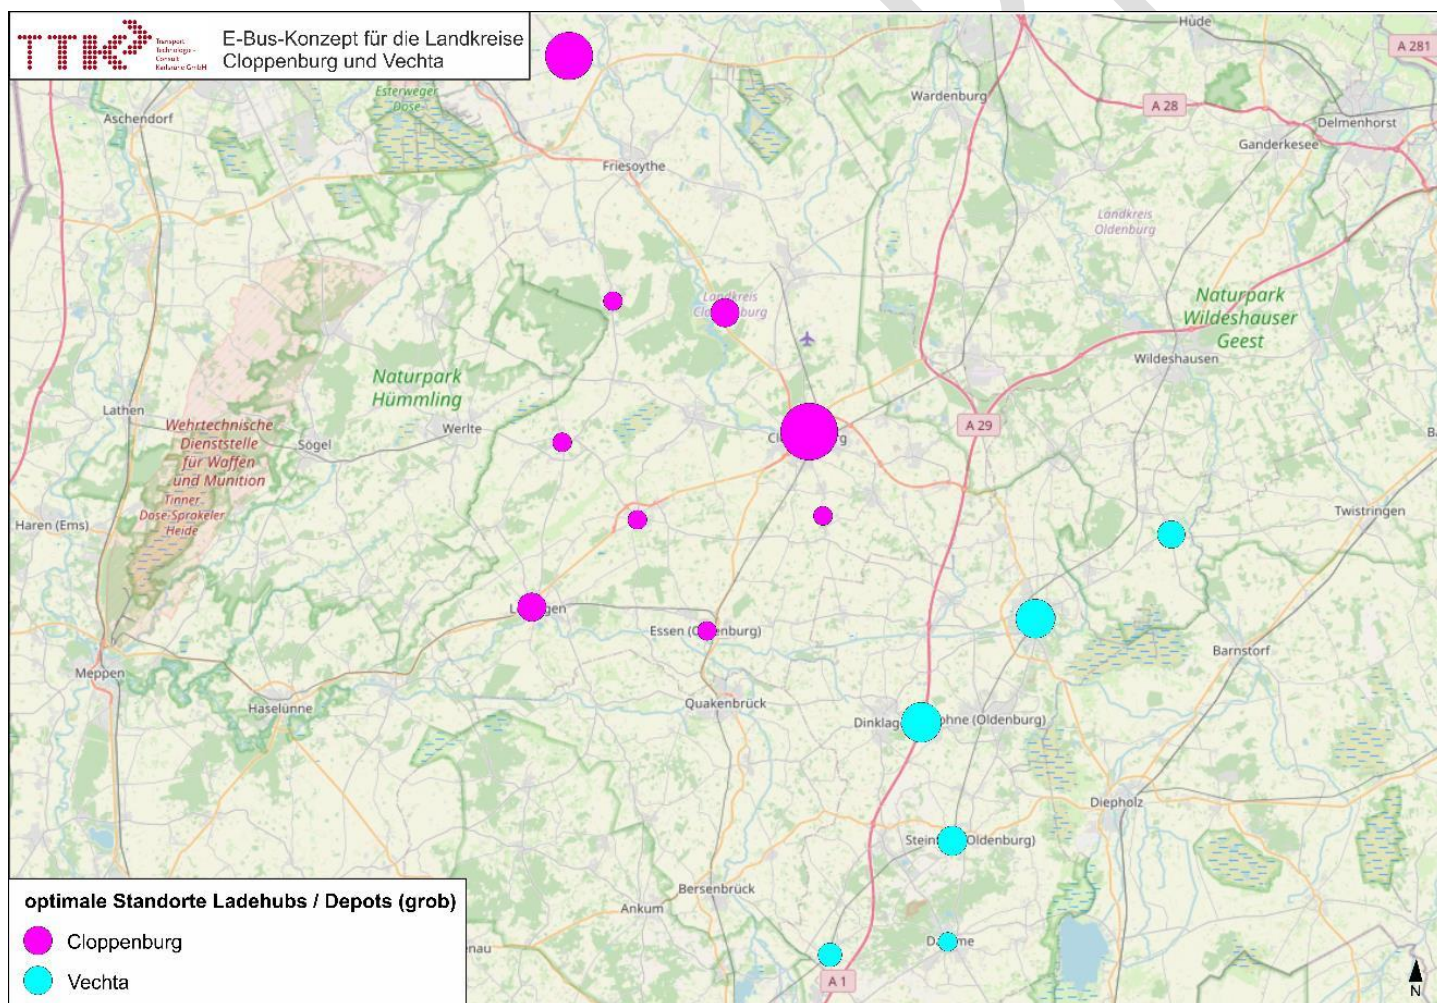 TTK
Transport
Technologie-
Consult
Karlsruhe GmbH
E-Bus-Konzept für die Landkreise
Cloppenburg und Vechta
Hude
A 281
Esterweger
Dose
Aschendorf
Wardenburg
A 28
Delmenhorst
Ganderkesee
Friesoythe
Landkreis
Oldenburg
Landkreis
Naturpark
Wildeshauser
Geest
Wildeshausen
Naturpark
Hümmling
Lathen
Werlte
Sögel
A 29
Wehrtechnische
Dienststelle
für Waffen
und Munition
Tinner
Dose-Sprakeler
Heide
Haren (Ems)
Twistringen
Essen (Oldenburg)
Barnstorf
Meppen
Haselünne
Quakenbrück
Dinklage
Lohne (Oldenburg)
Diepholz
Steinfeld (Oldenburg)
Bersenbrück
Ankum
A 1
optimale Standorte Ladehubs / Depots (grob)
Cloppenburg
Vechta
N